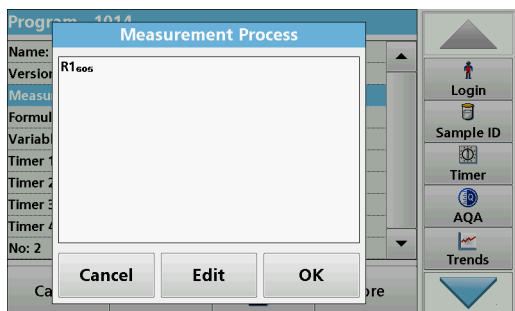 Program
1014
Measurement Process
Name:
Version
Measu
Formul
Variabl
Timer 1
Timer 2
Timer 3
Timer 4
No: 2
R1₆₀₅
Cancel
Edit
OK
Ca
ore
Login
Sample ID
Timer
AQA
Trends